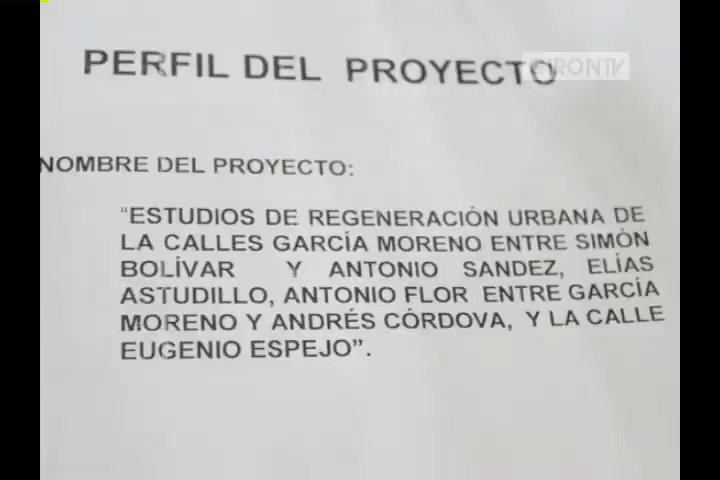 PERFIL DEL PROYECTO
GIRONTV
NOMBRE DEL PROYECTO:
“ESTUDIOS DE REGENERACIÓN URBANA DE
LA CALLES GARCÍA MORENO ENTRE SIMÓN
BOLÍVAR Y ANTONIO SANDEZ, ELÍAS
ASTUDILLO, ANTONIO FLOR ENTRE GARCÍA
MORENO Y ANDRÉS CÓRDOVA, Y LA CALLE
EUGENIO ESPEJO”.